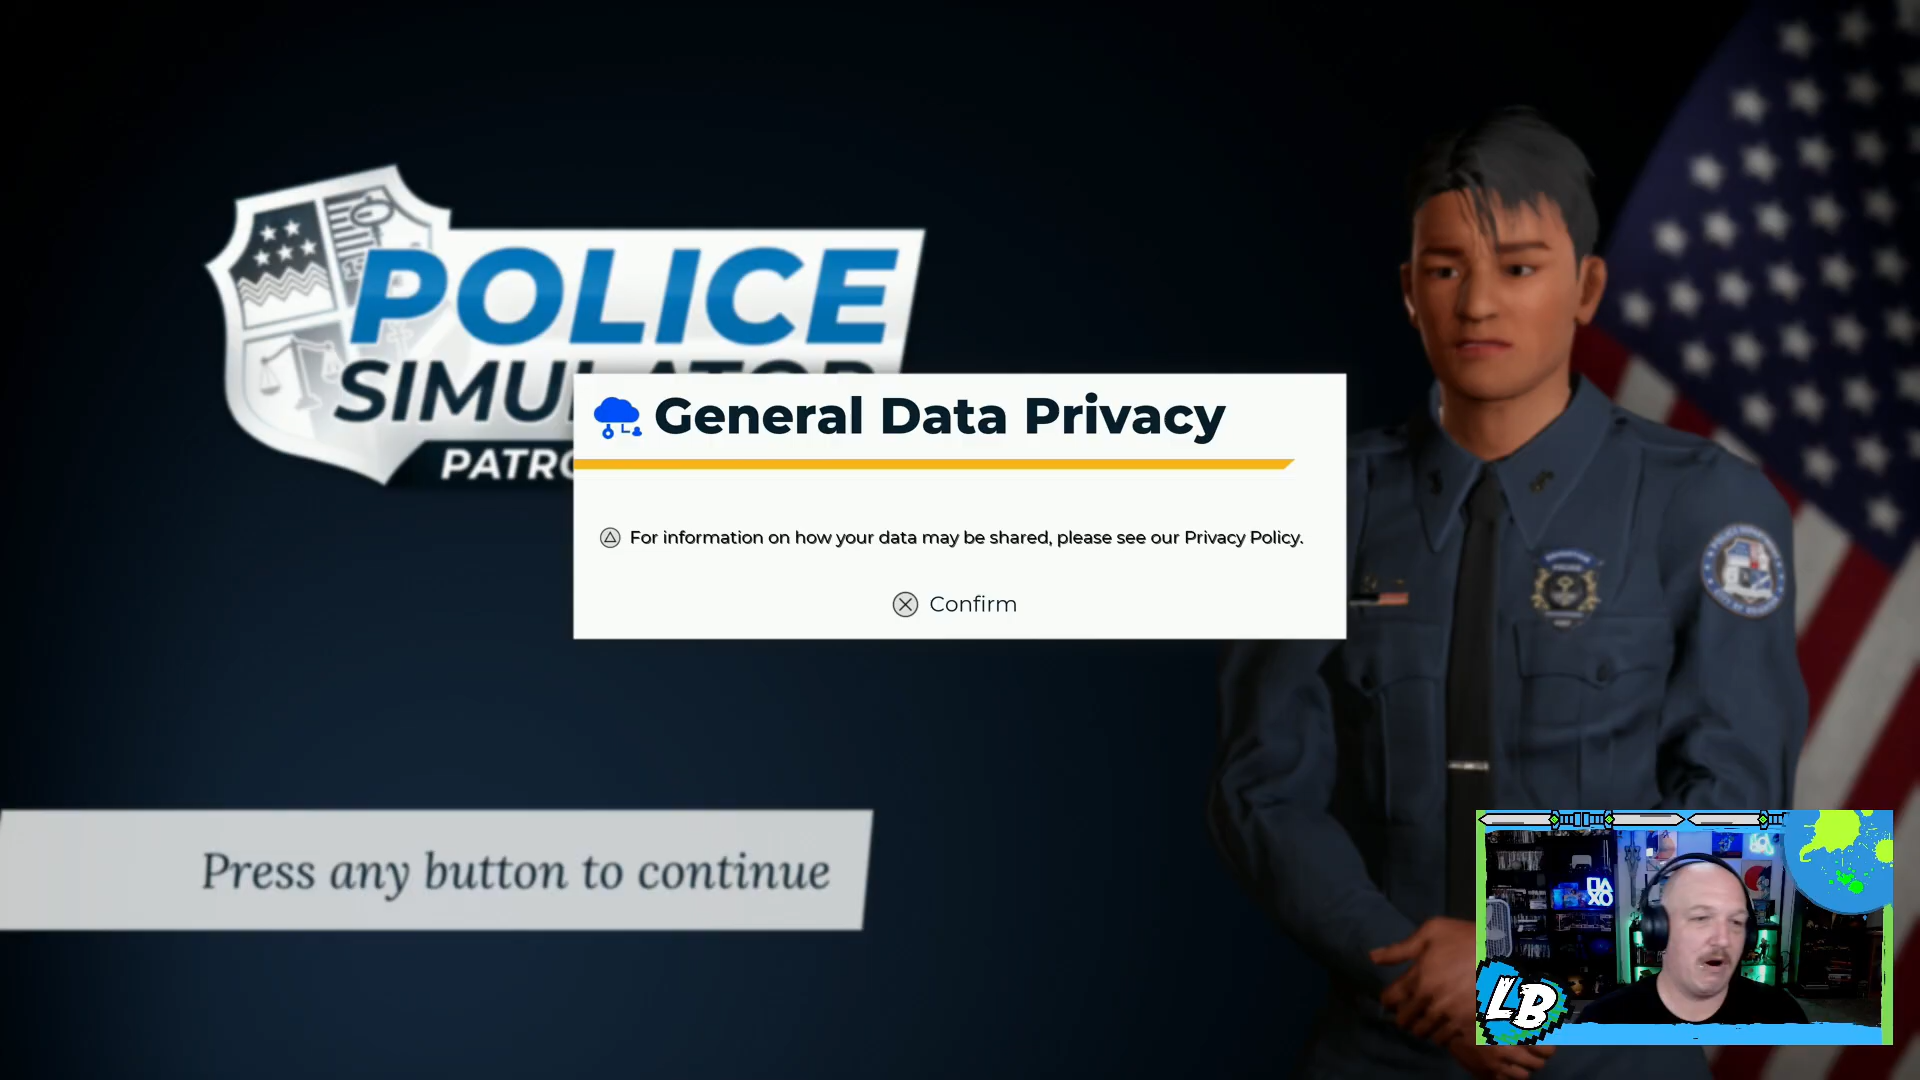 POLICE
SIMU
PATRO
General Data Privacy
For information on how your data may be shared, please see our Privacy Policy.
Confirm
Press any button to continue
LB